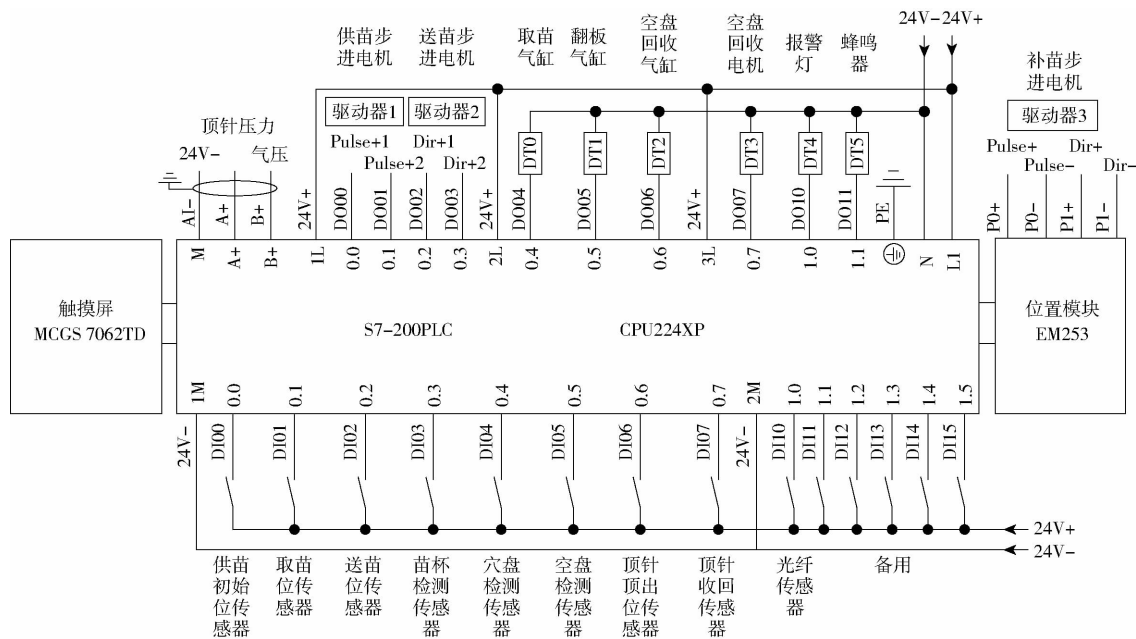 24V- 24V+
供苗步 送苗步 取苗 翻板 空盘 空盘 报警 蜂鸣 补苗步
进电机 进电机 气缸 气缸 回收 回收 灯 器 进电机
气缸 电机
驱动器1 驱动器2 驱动器3
顶针压力
24V- 气压
Pulse+1 Dir+1
Pulse+2 Dir+2
DT0 DT1 DT2 DT3 DT4 DT5
Pulse+ Dir+
Pulse- Dir-
AI- A+ B+ 24V+ DO00 DO01 DO02 DO03 24V+ DO04 DO05 DO06 24V+ DO07 DO10 DO11 PE P0+ P0- P1+ P1-
M A+ B+ 1L 0.0 0.1 0.2 0.3 2L 0.4 0.5 0.6 3L 0.7 1.0 1.1 N L1
触摸屏
MCGS 7062TD
S7-200PLC CPU224XP
位置模块
EM253
1M 0.0 0.1 0.2 0.3 0.4 0.5 0.6 0.7 2M 1.0 1.1 1.2 1.3 1.4 1.5
24V- DI00 DI01 DI02 DI03 DI04 DI05 DI06 DI07 24V- DI10 DI11 DI12 DI13 DI14 DI15
24V+
24V-
供苗 取苗 送苗 苗杯 穴盘 空盘 顶针 顶针 光纤 备用
初始 位传 位传 检测 检测 检测 顶出 收回 传感
位传 感器 感器 传感 传感 传感 位传 传感 器
感器 器 器 器 感器 器